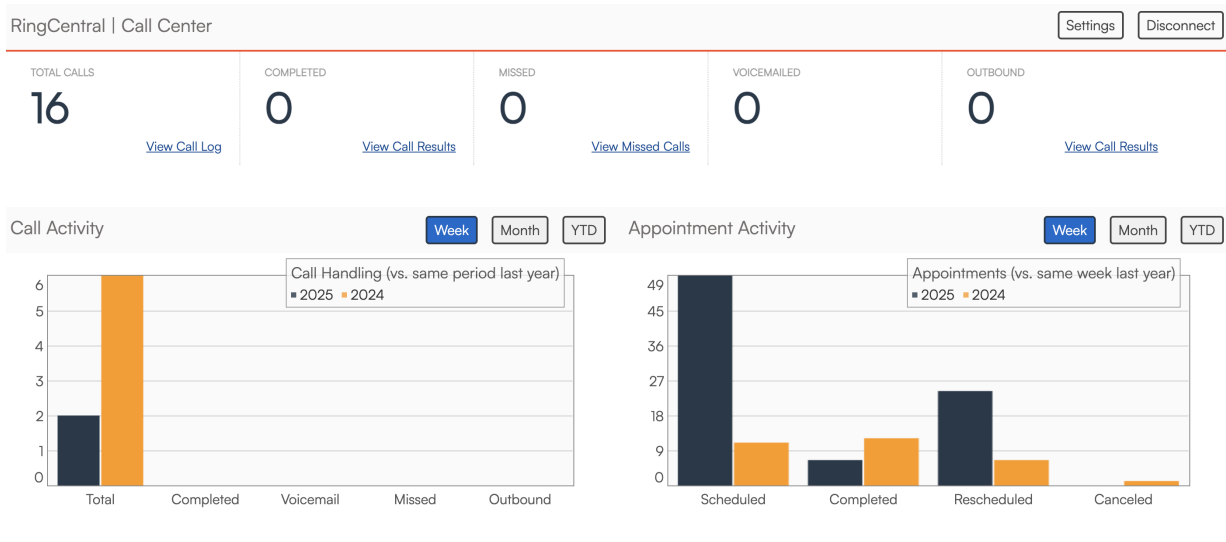 RingCentral | Call Center
Settings
Disconnect
TOTAL CALLS
16
View Call Log
COMPLETED
0
View Call Results
MISSED
0
View Missed Calls
VOICEMAILED
0
OUTBOUND
0
View Call Results
Call Activity
Week
Month
YTD
Call Handling (vs. same period last year)
2025
2024
6
5
4
3
2
1
0
Total
Completed
Voicemail
Missed
Outbound
Appointment Activity
Week
Month
YTD
Appointments (vs. same week last year)
2025
2024
49
45
36
27
18
9
0
Scheduled
Completed
Rescheduled
Canceled